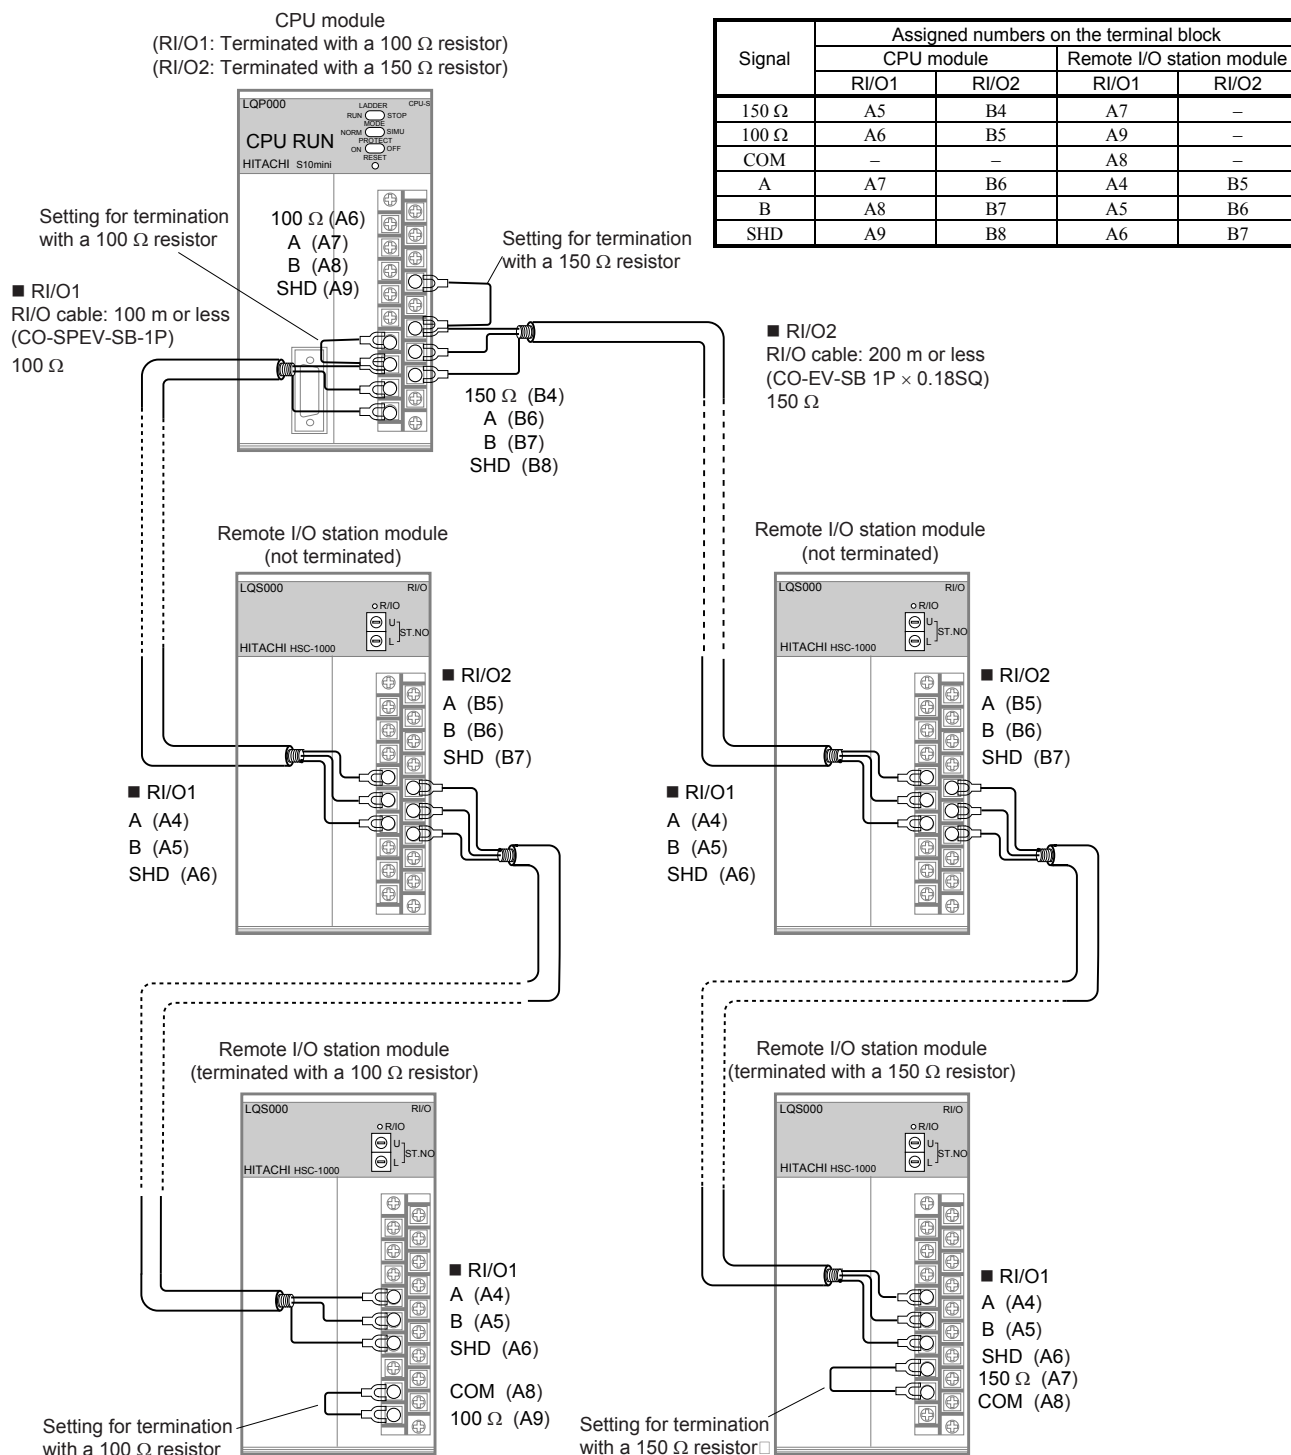 CPU module
(RI/O1: Terminated with a 100 Ω resistor)
(RI/O2: Terminated with a 150 Ω resistor)
Signal
Assigned numbers on the terminal block
CPU module Remote I/O station module
RI/O1 RI/O2 RI/O1 RI/O2
150 Ω A5 B4 A7 –
100 Ω A6 B5 A9 –
COM – – A8 –
A A7 B6 A4 B5
B A8 B7 A5 B6
SHD A9 B8 A6 B7
LQP000
CPU-S
LADDER
RUN STOP
MODE
NORM SIMU
PROTECT
ON OFF
RESET
CPU RUN
HITACHI S10mini
Setting for termination
with a 100 Ω resistor
100 Ω (A6)
A (A7)
B (A8)
SHD (A9)
Setting for termination
with a 150 Ω resistor
■ RI/O1
RI/O cable: 100 m or less
(CO-SPEV-SB-1P)
100 Ω
■ RI/O2
RI/O cable: 200 m or less
(CO-EV-SB 1P × 0.18SQ)
150 Ω
150 Ω (B4)
A (B6)
B (B7)
SHD (B8)
Remote I/O station module
(not terminated)
LQS000 RI/O
R/IO
U
L
ST.NO
HITACHI HSC-1000
■ RI/O2
A (B5)
B (B6)
SHD (B7)
■ RI/O1
A (A4)
B (A5)
SHD (A6)
Remote I/O station module
(not terminated)
LQS000 RI/O
R/IO
U
L
ST.NO
HITACHI HSC-1000
■ RI/O2
A (B5)
B (B6)
SHD (B7)
■ RI/O1
A (A4)
B (A5)
SHD (A6)
Remote I/O station module
(terminated with a 100 Ω resistor)
LQS000 RI/O
R/IO
U
L
ST.NO
HITACHI HSC-1000
■ RI/O1
A (A4)
B (A5)
SHD (A6)
COM (A8)
100 Ω (A9)
Setting for termination
with a 100 Ω resistor
Remote I/O station module
(terminated with a 150 Ω resistor)
LQS000 RI/O
R/IO
U
L
ST.NO
HITACHI HSC-1000
■ RI/O1
A (A4)
B (A5)
SHD (A6)
150 Ω (A7)
COM (A8)
Setting for termination
with a 150 Ω resistor